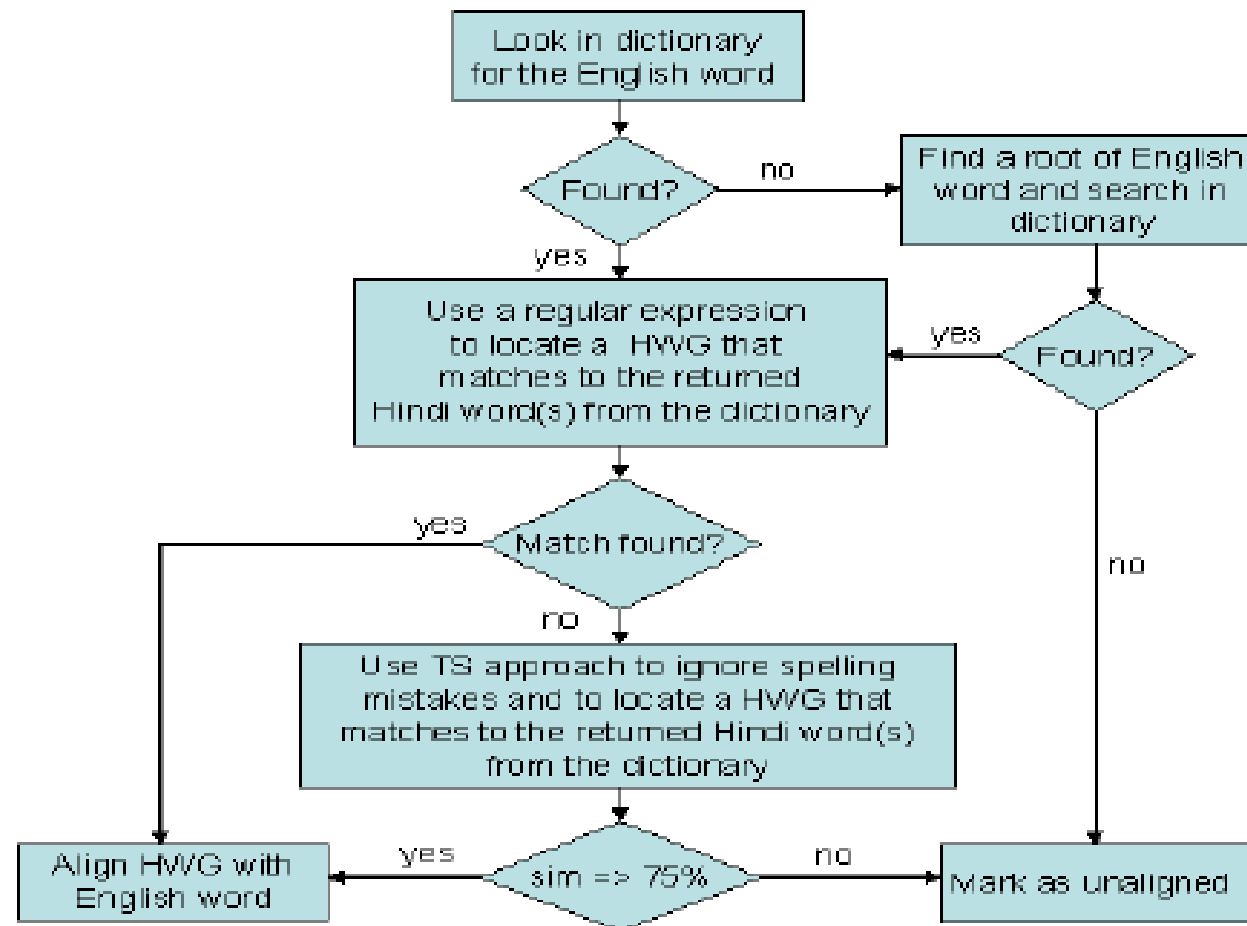 Look in dictionary
for the English word
Found?
no
Find a root of English
word and search in
dictionary
yes
Use a regular expression
to locate a HWG that
matches to the returned
Hindi word(s) from the dictionary
yes
Found?
no
Match found?
yes
no
Use TS approach to ignore spelling
mistakes and to locate a HWG that
matches to the returned Hindi word(s)
from the dictionary
Align HWG with
English word
yes
sim => 75%
no
Mark as unaligned